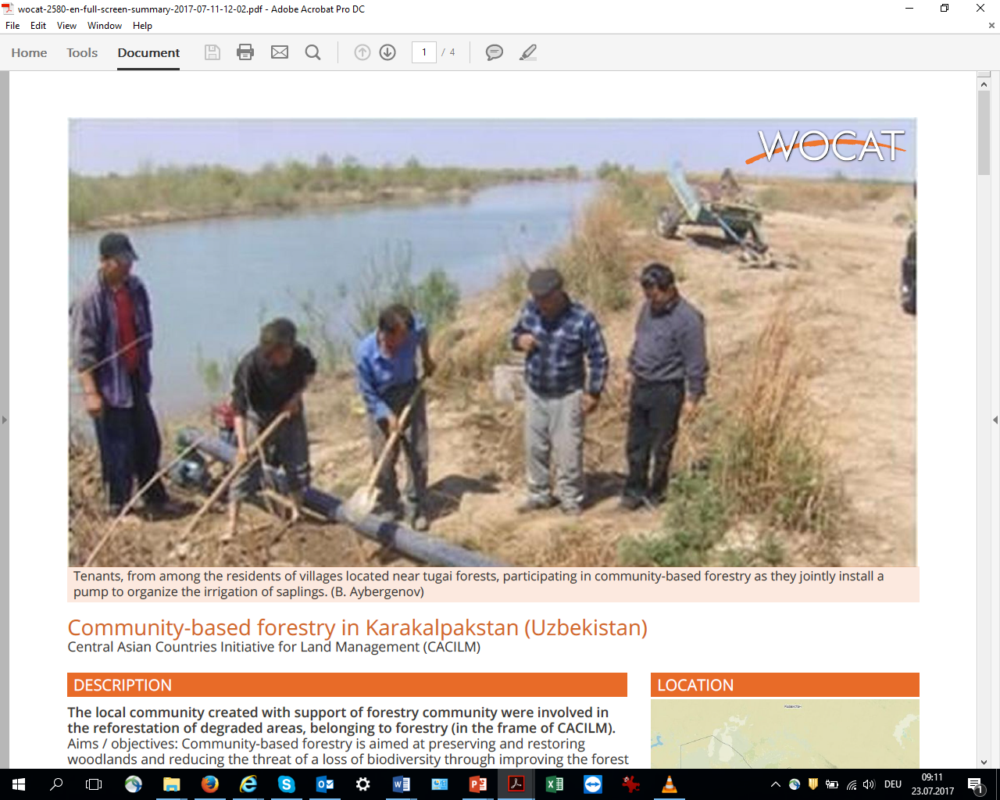 wocat-2580-en-full-screen-summary-2017-07-11-12-02.pdf - Adobe Acrobat Pro DC
File Edit View Window Help
Home Tools Document 1 / 4
WOCAT
Tenants, from among the residents of villages located near tugai forests, participating in community-based forestry as they jointly install a
pump to organize the irrigation of saplings. (B. Aybergenov)
Community-based forestry in Karakalpakstan (Uzbekistan)
Central Asian Countries Initiative for Land Management (CACILM)
DESCRIPTION
LOCATION
The local community created with support of forestry community were involved in
the reforestation of degraded areas, belonging to forestry (in the frame of CACILM).
Aims / objectives: Community-based forestry is aimed at preserving and restoring
woodlands and reducing the threat of a loss of biodiversity through improving the forest
DEU
09:11
23.07.2017
1